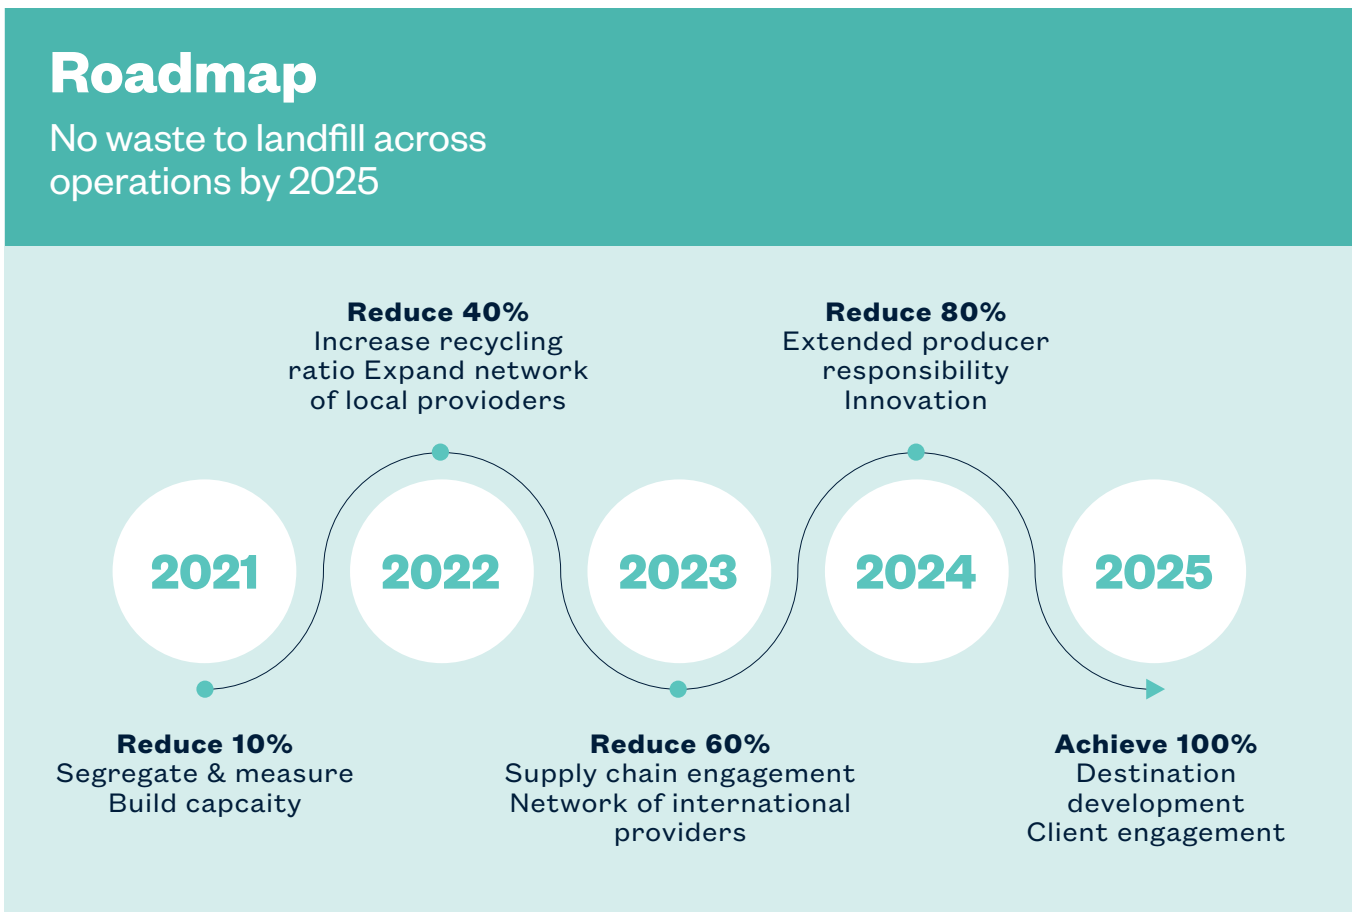 Roadmap
No waste to landfill across
operations by 2025
Reduce 40%
Increase recycling
ratio Expand network
of local provioders
Reduce 80%
Extended producer
responsibility
Innovation
2021
2022
2023
2024
2025
Reduce 10%
Segregate & measure
Build capcaity
Reduce 60%
Supply chain engagement
Network of international
providers
Achieve 100%
Destination
development
Client engagement